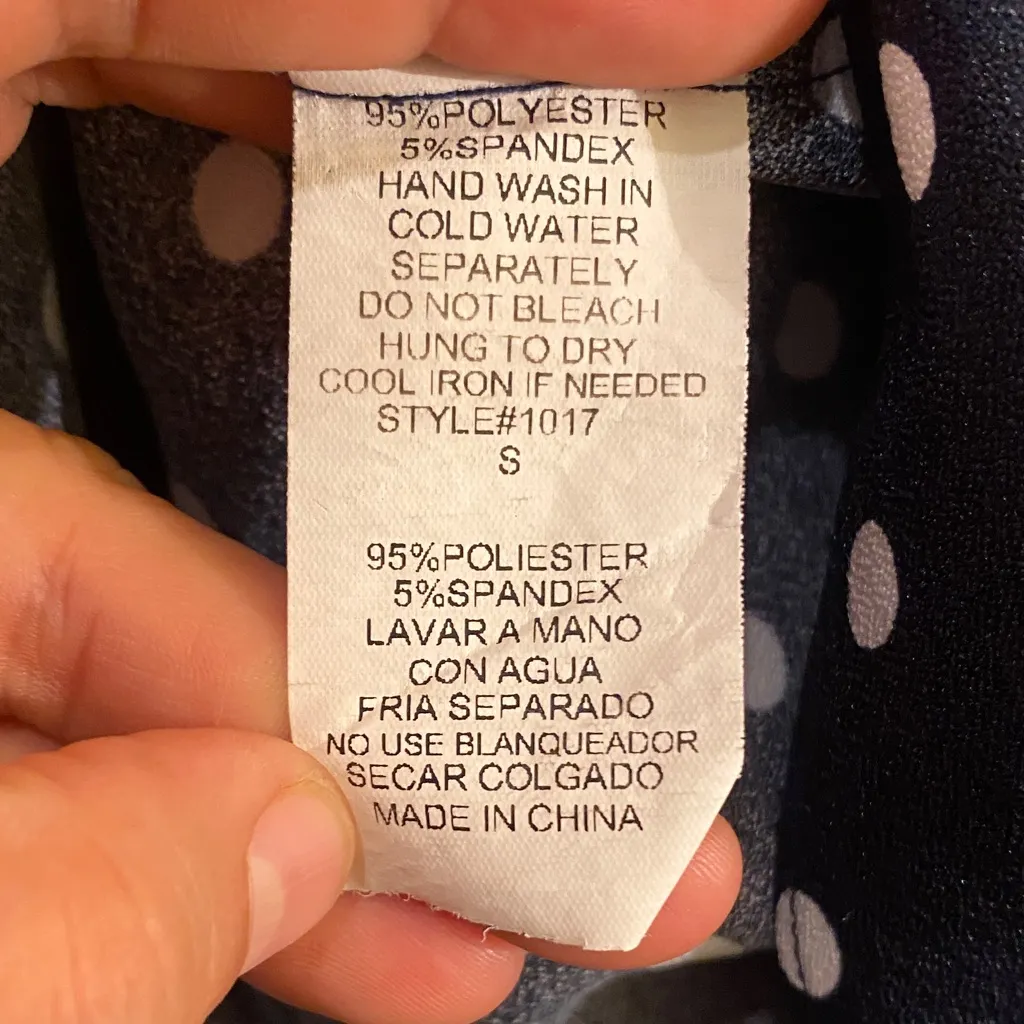 95%POLYESTER
5%SPANDEX
HAND WASH IN
COLD WATER
SEPARATELY
DO NOT BLEACH
HUNG TO DRY
COOL IRON IF NEEDED
STYLE#1017
S
95%POLIESTER
5%SPANDEX
LAVAR A MANO
CON AGUA
FRIA SEPARADO
NO USE BLANQUEADOR
SECAR COLGADO
MADE IN CHINA